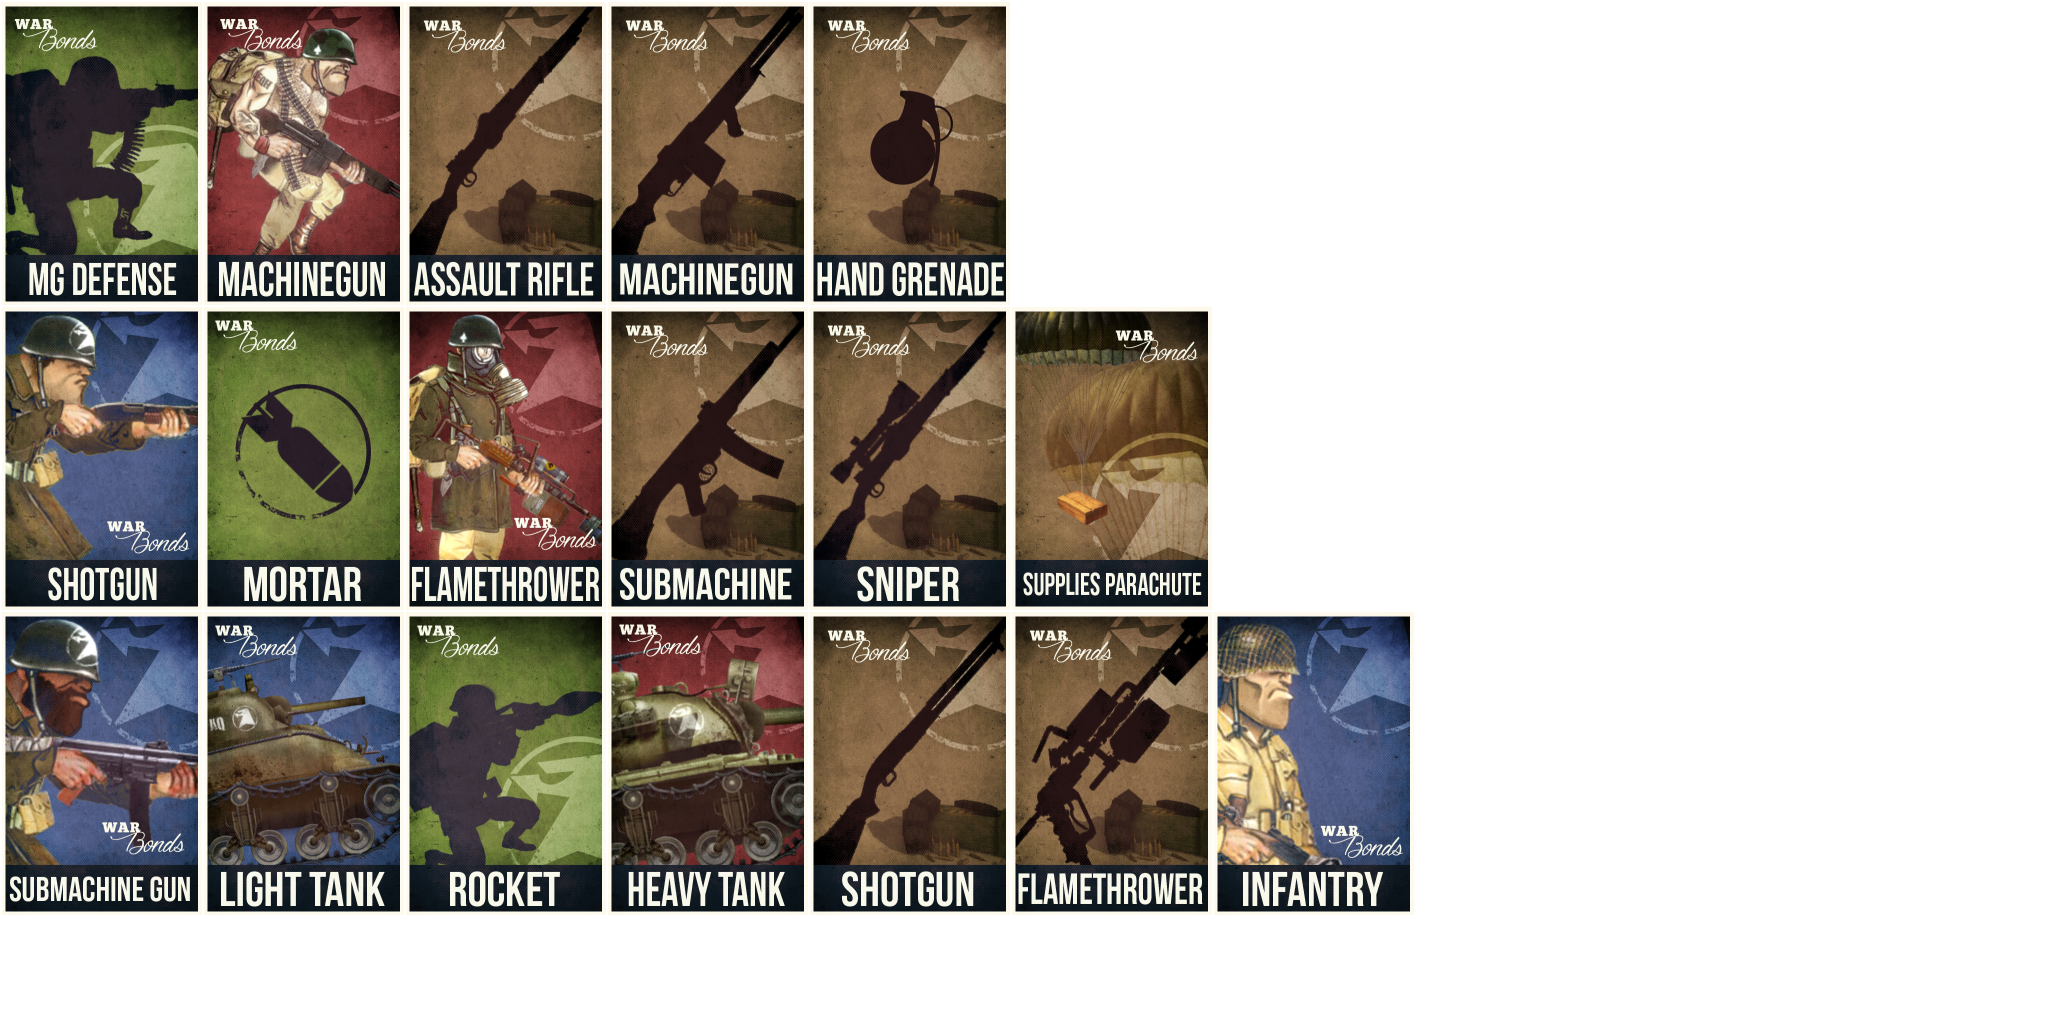 WAR
Bonds
MG DEFENSE
WAR
Bonds
MACHINEGUN
WAR
Bonds
ASSAULT RIFLE
WAR
Bonds
MACHINEGUN
WAR
Bonds
HAND GRENADE
WAR
Bonds
SHOTGUN
WAR
Bonds
MORTAR
WAR
Bonds
FLAMETHROWER
WAR
Bonds
SUBMACHINE
WAR
Bonds
SNIPER
WAR
Bonds
SUPPLIES PARACHUTE
WAR
Bonds
SUBMACHINE GUN
WAR
Bonds
LIGHT TANK
WAR
Bonds
ROCKET
WAR
Bonds
HEAVY TANK
WAR
Bonds
SHOTGUN
WAR
Bonds
FLAMETHROWER
WAR
Bonds
INFANTRY